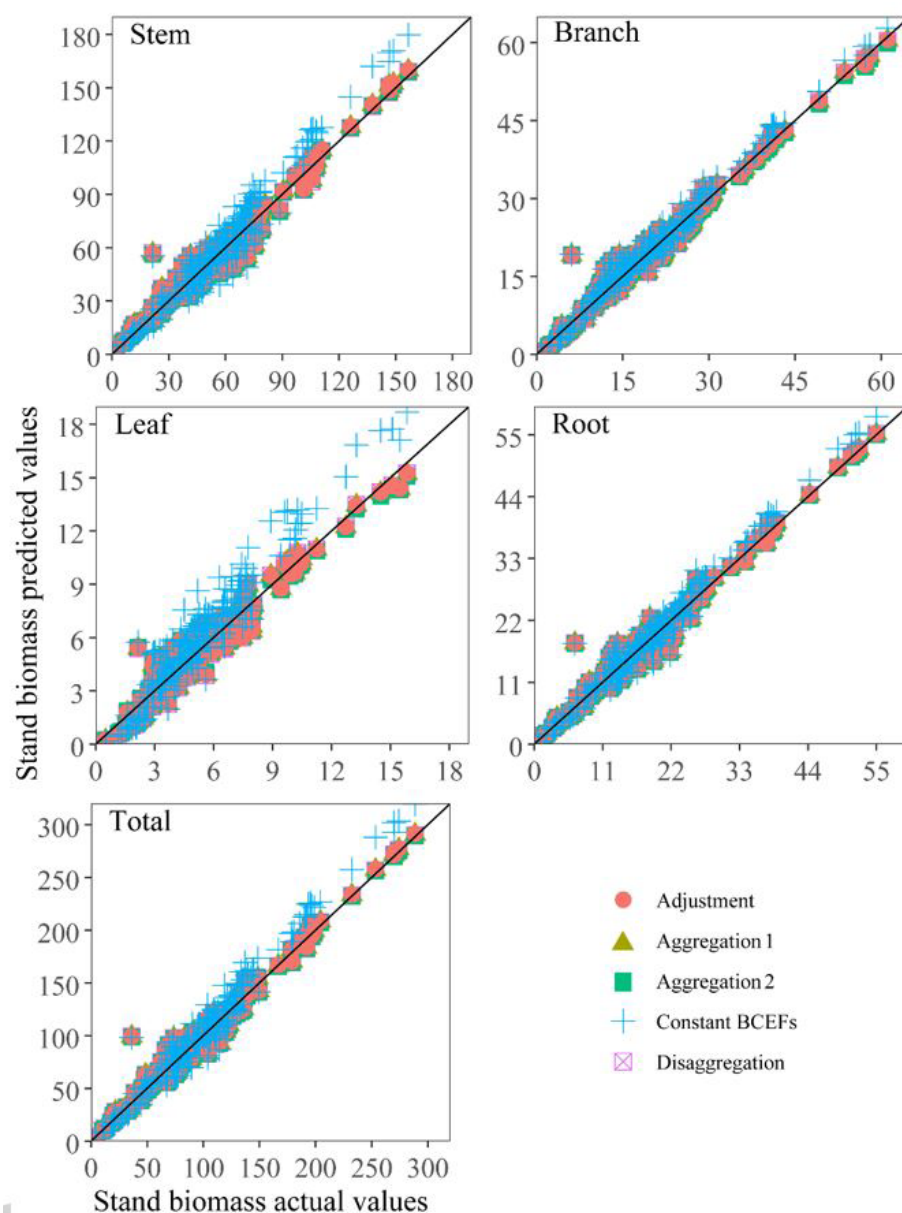 Stem
180
150
120
90
60
30
0
0 30 60 90 120 150 180
Branch
60
45
30
15
0
0 15 30 45 60
Leaf
18
15
12
9
6
3
0
0 3 6 9 12 15 18
Root
55
44
33
22
11
0
0 11 22 33 44 55
Stand biomass predicted values
Total
300
250
200
150
100
50
0
0 50 100 150 200 250 300
Stand biomass actual values
Adjustment
Aggregation 1
Aggregation 2
Constant BCEFs
Disaggregation